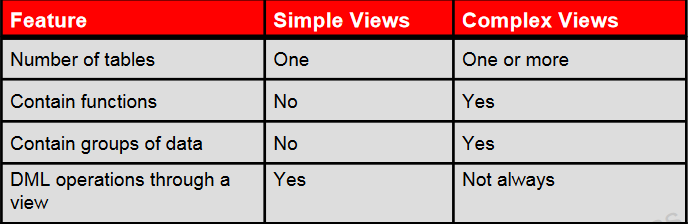 Feature Simple Views Complex Views
Number of tables One One or more
Contain functions No Yes
Contain groups of data No Yes
DML operations through a Yes Not always
view